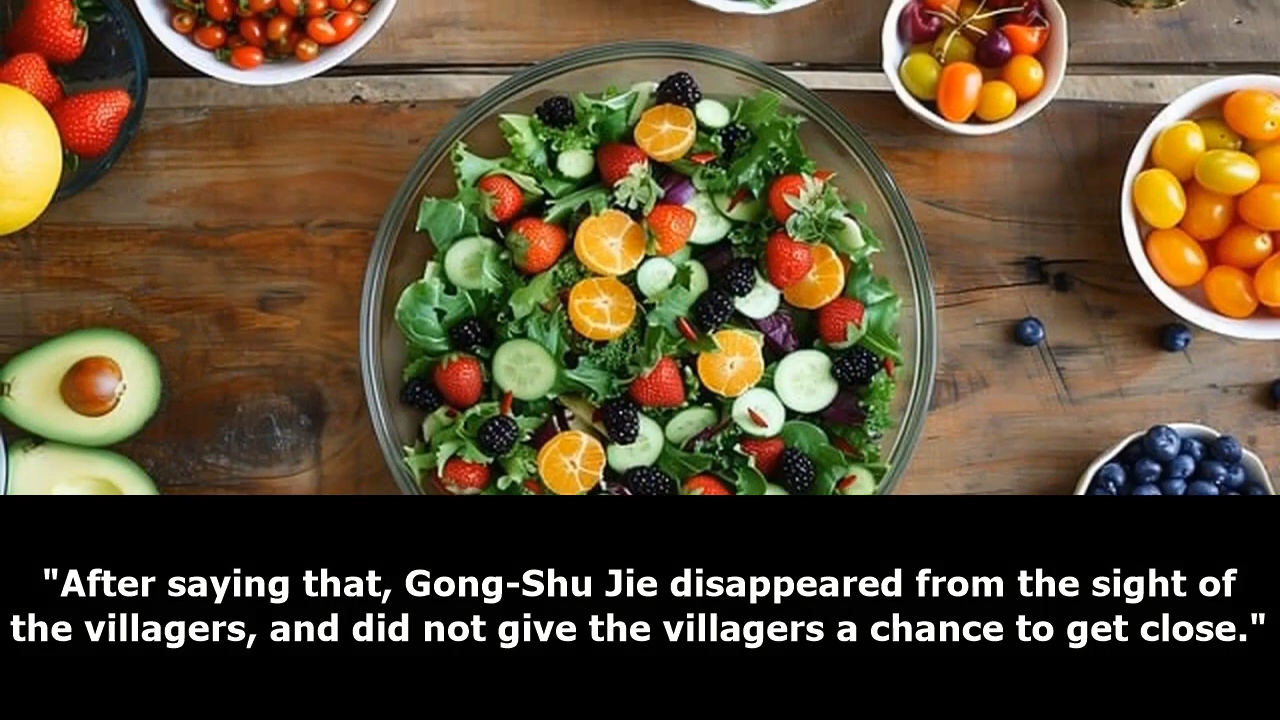 "After saying that, Gong-Shu Jie disappeared from the sight of
the villagers, and did not give the villagers a chance to get close."